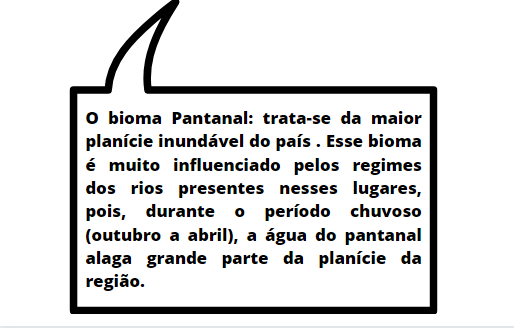 O bioma Pantanal: trata-se da maior
planície inundável do país . Esse bioma
é muito influenciado pelos regimes
dos rios presentes nesses lugares,
pois, durante o período chuvoso
(outubro a abril), a água do pantanal
alaga grande parte da planície da
região.